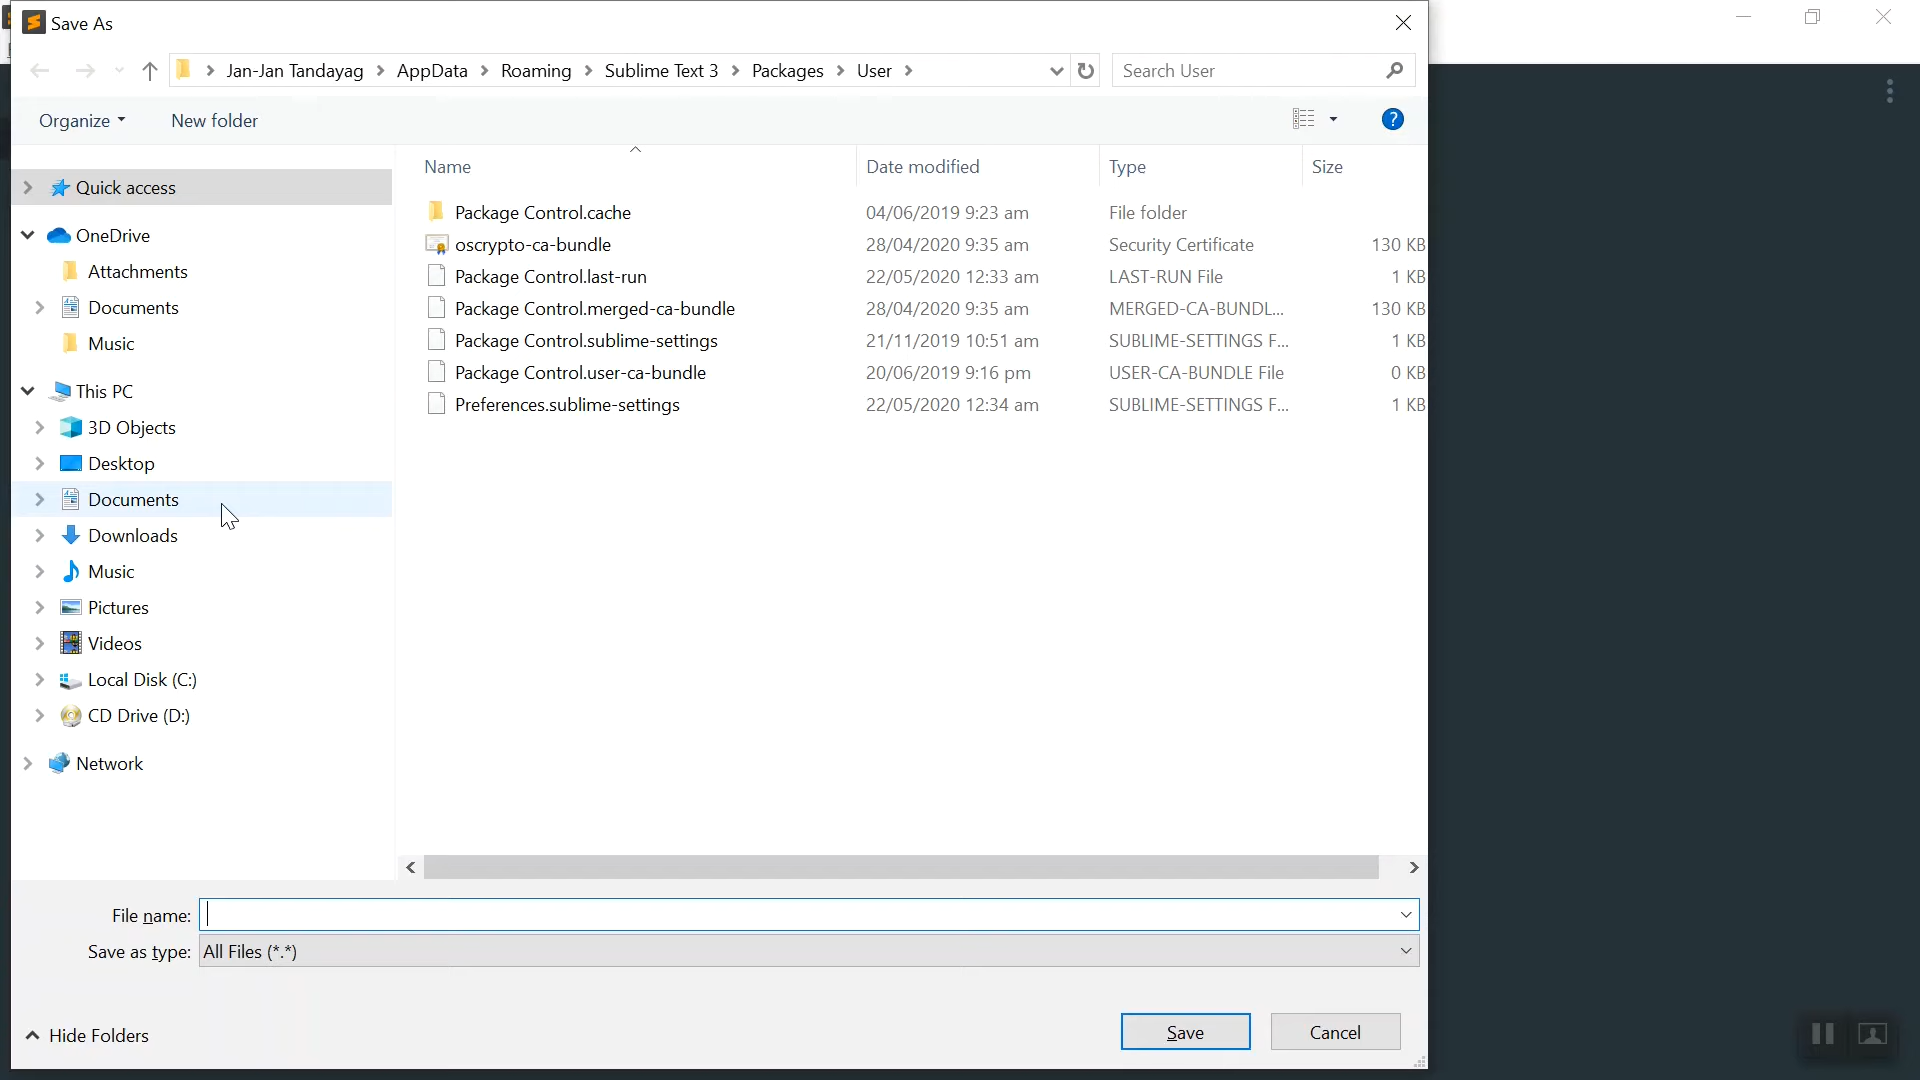 Save As
Jan-Jan Tandayag > AppData > Roaming > Sublime Text 3 > Packages > User >
Search User
Organize
New folder
?
Name
Date modified
Type
Size
Quick access
OneDrive
Attachments
Documents
Music
This PC
3D Objects
Desktop
Documents
Downloads
Music
Pictures
Videos
Local Disk (C:)
CD Drive (D:)
Network
Package Control.cache 04/06/2019 9:23 am File folder
oscrypto-ca-bundle 28/04/2020 9:35 am Security Certificate 130 KB
Package Control.last-run 22/05/2020 12:33 am LAST-RUN File 1 KB
Package Control.merged-ca-bundle 28/04/2020 9:35 am MERGED-CA-BUNDL... 130 KB
Package Control.sublime-settings 21/11/2019 10:51 am SUBLIME-SETTINGS F... 1 KB
Package Control.user-ca-bundle 20/06/2019 9:16 pm USER-CA-BUNDLE File 0 KB
Preferences.sublime-settings 22/05/2020 12:34 am SUBLIME-SETTINGS F... 1 KB
File name:
Save as type: All Files (*.*)
Hide Folders
Save
Cancel